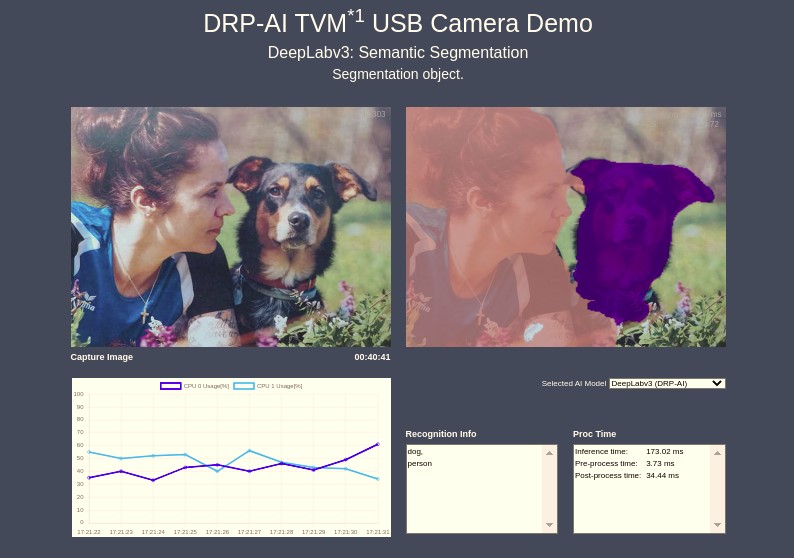 DRP-AI TVM*1 USB Camera Demo
DeepLabv3: Semantic Segmentation
Segmentation object.
303
ms
72
Capture Image 00:40:41
Selected AI Model DeepLabv3 (DRP-AI)
CPU 0 Usage[%] CPU 1 Usage[%]
100
90
80
70
60
50
40
30
20
10
0
17:21:22 17:21:23 17:21:24 17:21:25 17:21:26 17:21:27 17:21:28 17:21:29 17:21:30 17:21:31
Recognition Info
dog,
person
Proc Time
Inference time: 173.02 ms
Pre-process time: 3.73 ms
Post-process time: 34.44 ms